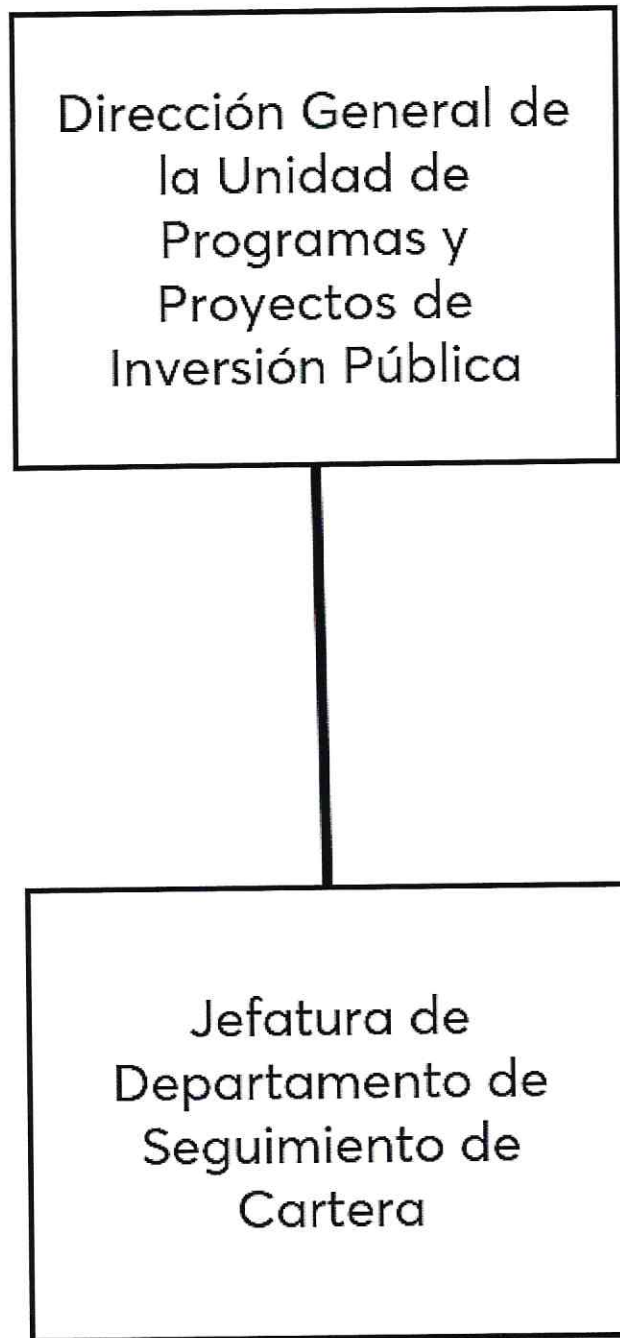 Dirección General de
la Unidad de
Programas y
Proyectos de
Inversión Pública
Jefatura de
Departamento de
Seguimiento de
Cartera